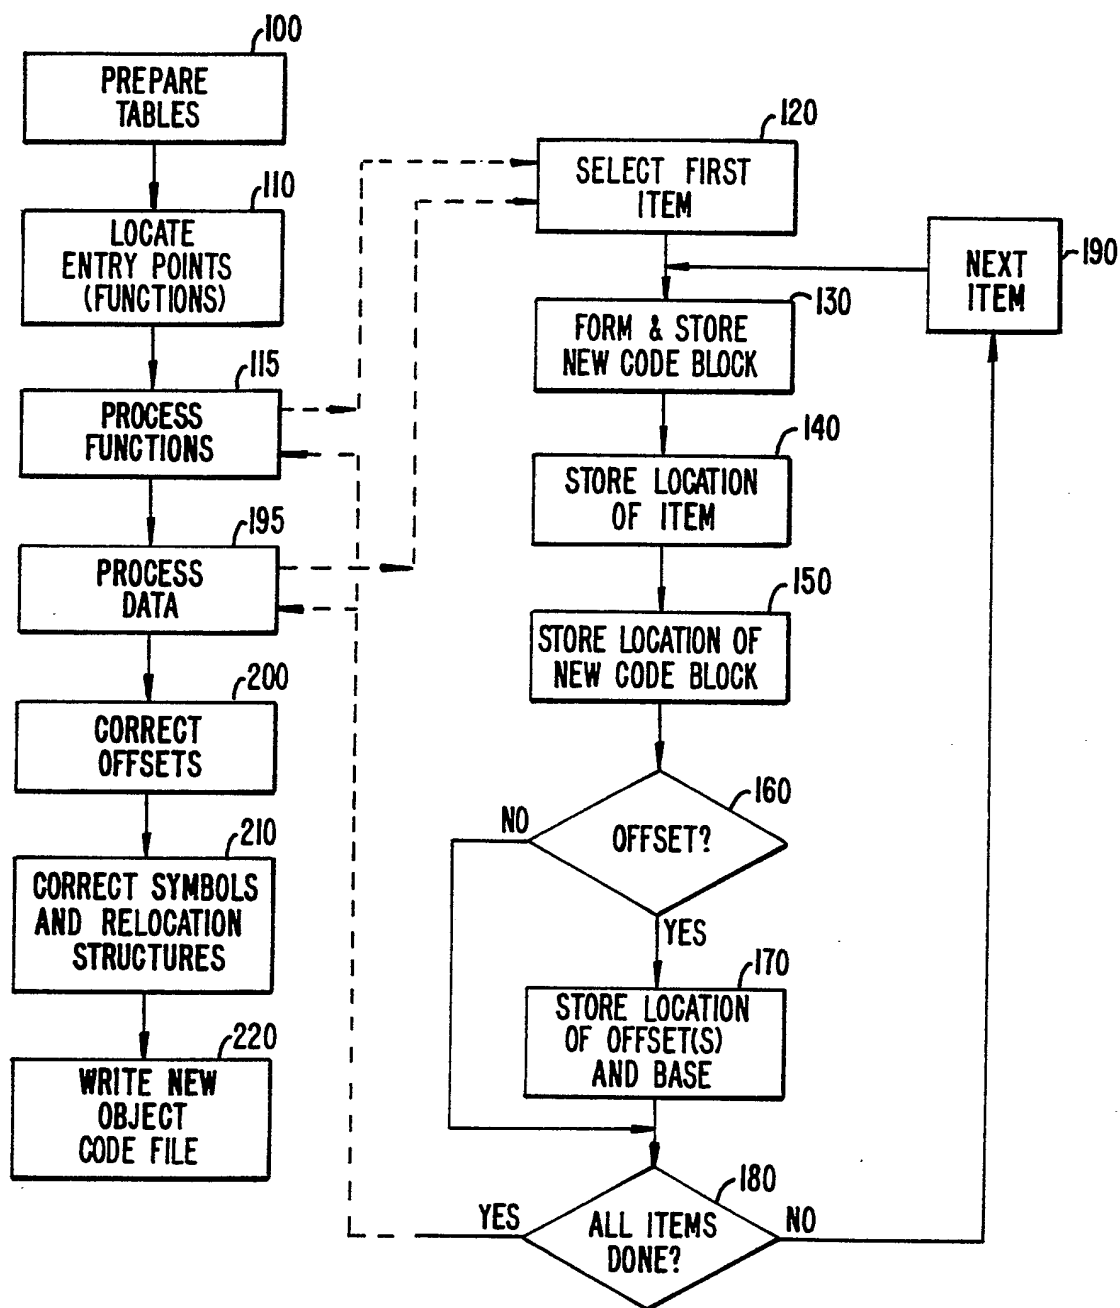 100
PREPARE
TABLES
110
LOCATE
ENTRY POINTS
(FUNCTIONS)
115
PROCESS
FUNCTIONS
195
PROCESS
DATA
200
CORRECT
OFFSETS
210
CORRECT SYMBOLS
AND RELOCATION
STRUCTURES
220
WRITE NEW
OBJECT
CODE FILE
120
SELECT FIRST
ITEM
190
NEXT
ITEM
130
FORM & STORE
NEW CODE BLOCK
140
STORE LOCATION
OF ITEM
150
STORE LOCATION OF
NEW CODE BLOCK
160
NO
OFFSET?
YES
170
STORE LOCATION
OF OFFSET(S)
AND BASE
180
YES
ALL ITEMS
DONE?
NO